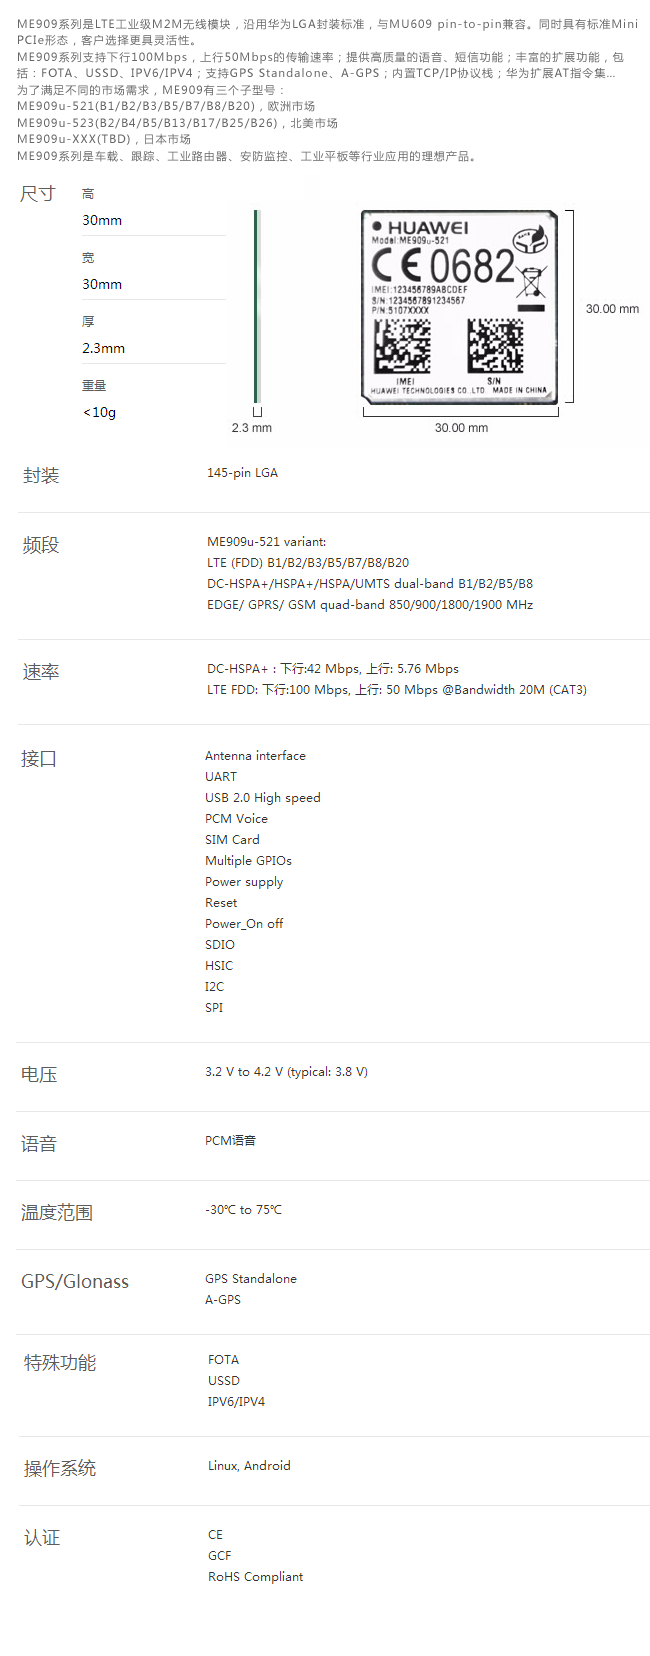 ME909系列是LTE工业级M2M无线模块，沿用华为LGA封装标准，与MU609 pin-to-pin兼容。同时具有标准Mini
PCIe形态，客户选择更具灵活性。
ME909系列支持下行100Mbps，上行50Mbps的传输速率；提供高质量的语音、短信功能；丰富的扩展功能，包
括：FOTA、USSD、IPV6/IPV4；支持GPS Standalone、A-GPS；内置TCP/IP协议栈；华为扩展AT指令集...
为了满足不同的市场需求，ME909有三个子型号：
ME909u-521(B1/B2/B3/B5/B7/B8/B20)，欧洲市场
ME909u-523(B2/B4/B5/B13/B17/B25/B26)，北美市场
ME909u-XXX(TBD)，日本市场
ME909系列是车载、跟踪、工业路由器、安防监控、工业平板等行业应用的理想产品。
尺寸
高
30mm
宽
30mm
厚
2.3mm
重量
<10g
2.3 mm
HUAWEI
Model:ME909u-521
CE0682
IMEI:123456789ABCDEF
S/N:1234567891234567
P/N:5107XXXX
IMEI S/N
HUAWEI TECHNOLOGIES CO.,LTD. MADE IN CHINA
30.00 mm
30.00 mm
封装
145-pin LGA
频段
ME909u-521 variant:
LTE (FDD) B1/B2/B3/B5/B7/B8/B20
DC-HSPA+/HSPA+/HSPA/UMTS dual-band B1/B2/B5/B8
EDGE/ GPRS/ GSM quad-band 850/900/1800/1900 MHz
速率
DC-HSPA+ : 下行:42 Mbps, 上行: 5.76 Mbps
LTE FDD: 下行:100 Mbps, 上行: 50 Mbps @Bandwidth 20M (CAT3)
接口
Antenna interface
UART
USB 2.0 High speed
PCM Voice
SIM Card
Multiple GPIOs
Power supply
Reset
Power_On off
SDIO
HSIC
I2C
SPI
电压
3.2 V to 4.2 V (typical: 3.8 V)
语音
PCM语音
温度范围
-30℃ to 75℃
GPS/Glonass
GPS Standalone
A-GPS
特殊功能
FOTA
USSD
IPV6/IPV4
操作系统
Linux, Android
认证
CE
GCF
RoHS Compliant